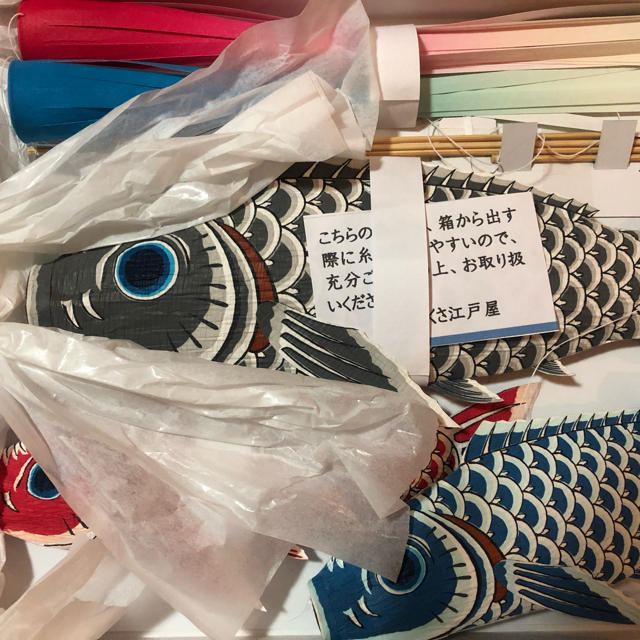 こちらの 、箱から出す
際に糸 やすいので、
充分ご 上、お取り扱
いくださ
くさ江戸屋